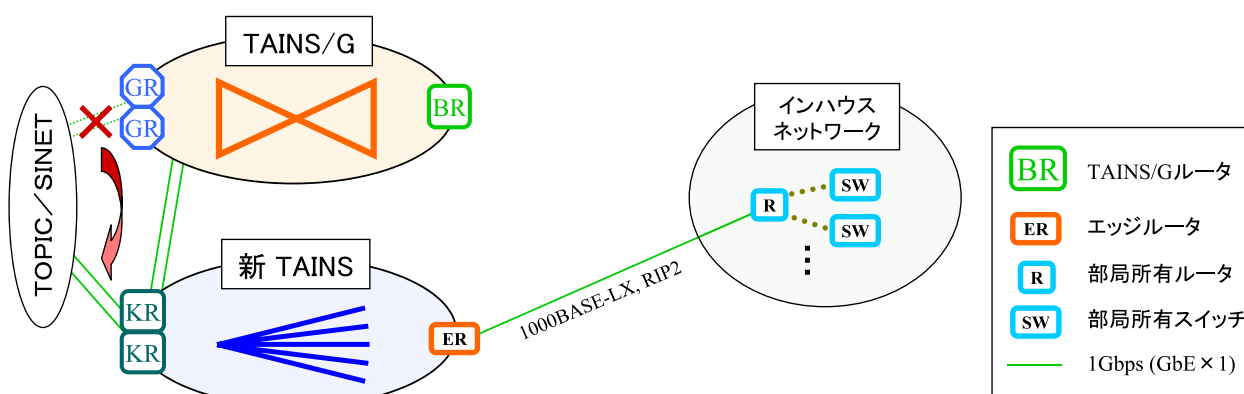 TAINS/G
GR
GR
BR
TOPIC/SINET
新 TAINS
KR
KR
ER
1000BASE-LX, RIP2
インハウス
ネットワーク
R
SW
SW
BR TAINS/Gルータ
ER エッジルータ
R 部局所有ルータ
SW 部局所有スイッチ
1Gbps (GbE×1)